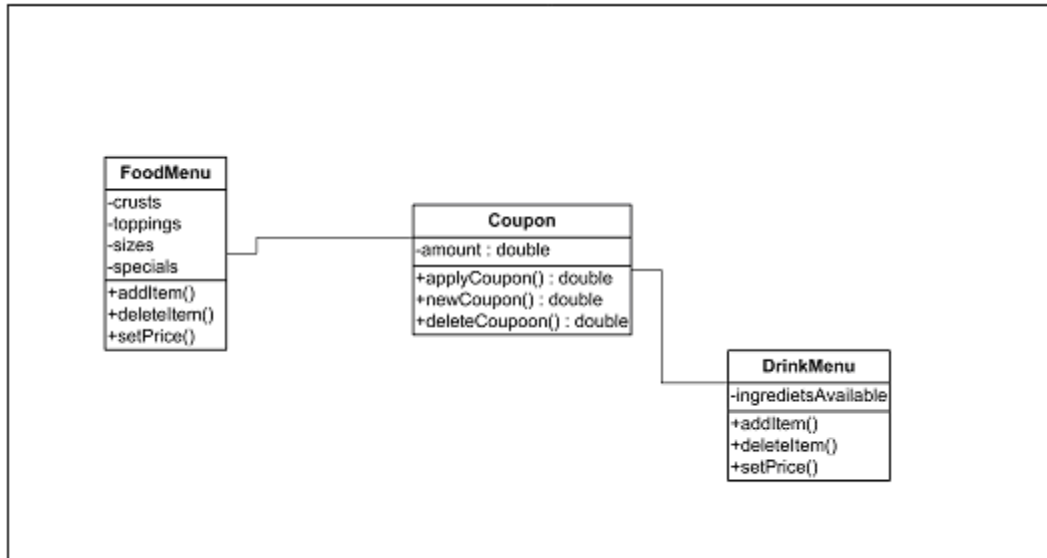 FoodMenu
-crusts
-toppings
-sizes
-specials
+addItem()
+deleteItem()
+setPrice()
Coupon
-amount : double
+applyCoupon() : double
+newCoupon() : double
+deleteCoupoon() : double
DrinkMenu
-ingredietsAvailable
+addItem()
+deleteItem()
+setPrice()